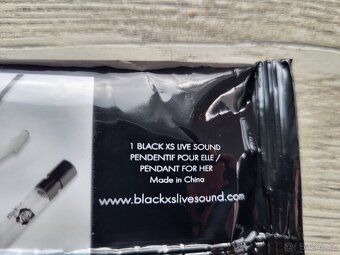 1 BLACK XS LIVE SOUND
PENDENTIF POUR ELLE /
PENDANT FOR HER
Made in China
www.blackxslivesound.com